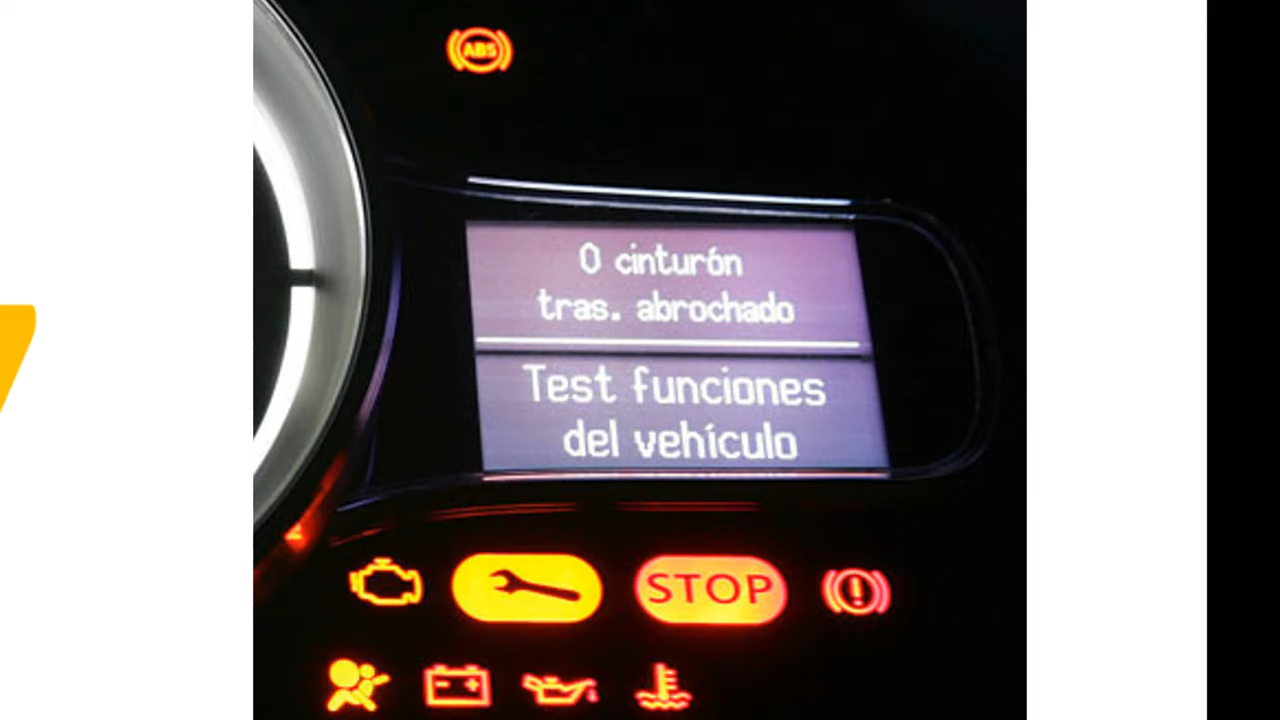 ABS
0 cinturón
tras. abrochado
Test funciones
del vehículo
STOP